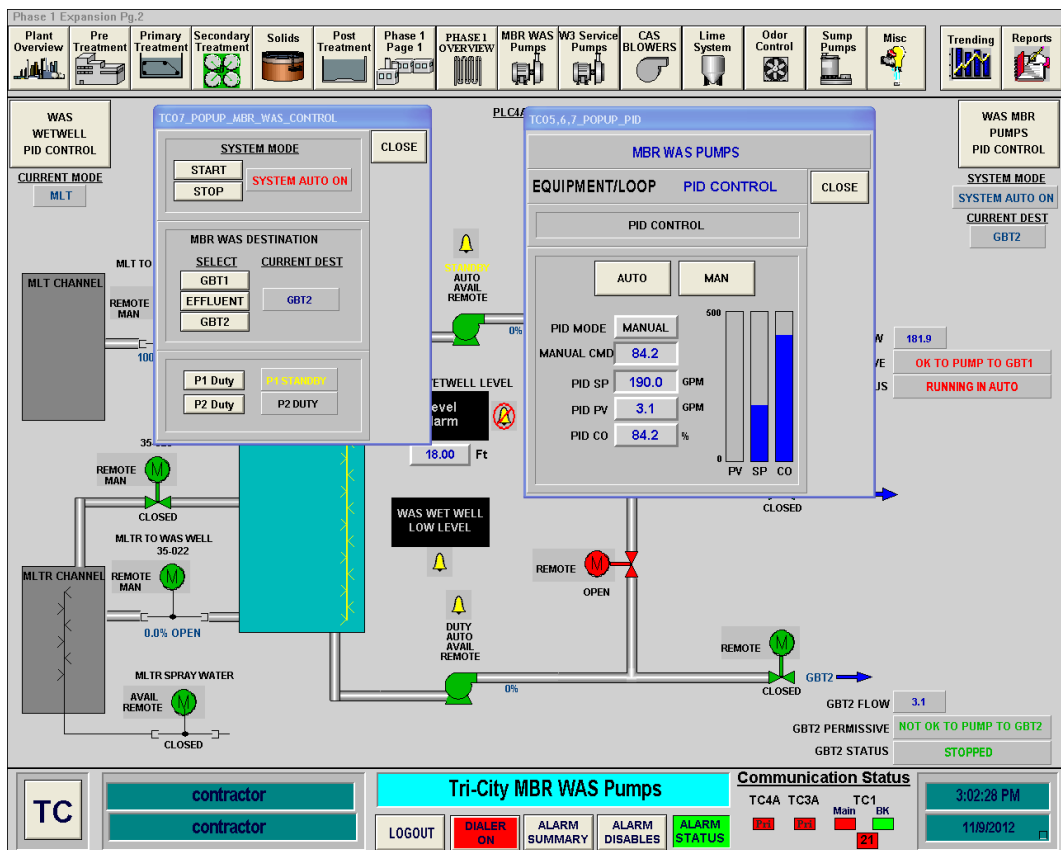 Phase 1 Expansion Pg.2
Plant
Overview
Pre
Treatment
Primary
Treatment
Secondary
Treatment
Solids
Post
Treatment
Phase 1
Page 1
PHASE 1
OVERVIEW
MBR WAS
Pumps
W3 Service
Pumps
CAS
BLOWERS
Lime
System
Odor
Control
Sump
Pumps
Misc
Trending
Reports
WAS
WETWELL
PID CONTROL
CURRENT MODE
MLT
TC07_POPUP_MBR_WAS_CONTROL
CLOSE
SYSTEM MODE
START
STOP
SYSTEM AUTO ON
MBR WAS DESTINATION
SELECT
CURRENT DEST
GBT1
EFFLUENT
GBT2
GBT2
P1 Duty
P1 STANDBY
P2 Duty
P2 DUTY
PLC4A
TC05,6,7_POPUP_PID
MBR WAS PUMPS
EQUIPMENT/LOOP
PID CONTROL
CLOSE
PID CONTROL
AUTO
MAN
PID MODE
MANUAL
MANUAL CMD
84.2
PID SP
190.0
GPM
PID PV
3.1
GPM
PID CO
84.2
%
500
0
PV
SP
CO
WAS MBR
PUMPS
PID CONTROL
SYSTEM MODE
SYSTEM AUTO ON
CURRENT DEST
GBT2
MLT TO
MLT CHANNEL
REMOTE
MAN
100
STANDBY
AUTO
AVAIL
REMOTE
0%
W
181.9
VE
OK TO PUMP TO GBT1
US
RUNNING IN AUTO
ETWELL LEVEL
evel
larm
18.00
Ft
REMOTE
MAN
M
CLOSED
WAS WET WELL
LOW LEVEL
CLOSED
MLTR TO WAS WELL
35-022
MLTR CHANNEL
REMOTE
MAN
M
0.0% OPEN
REMOTE
M
OPEN
DUTY
AUTO
AVAIL
REMOTE
0%
REMOTE
M
CLOSED
GBT2
MLTR SPRAY WATER
AVAIL
REMOTE
M
CLOSED
GBT2 FLOW
3.1
GBT2 PERMISSIVE
NOT OK TO PUMP TO GBT2
GBT2 STATUS
STOPPED
TC
contractor
contractor
Tri-City MBR WAS Pumps
LOGOUT
DIALER
ON
ALARM
SUMMARY
ALARM
DISABLES
ALARM
STATUS
Communication Status
TC4A
TC3A
TC1
Main
BK
Pri
Pri
21
3:02:28 PM
11/9/2012